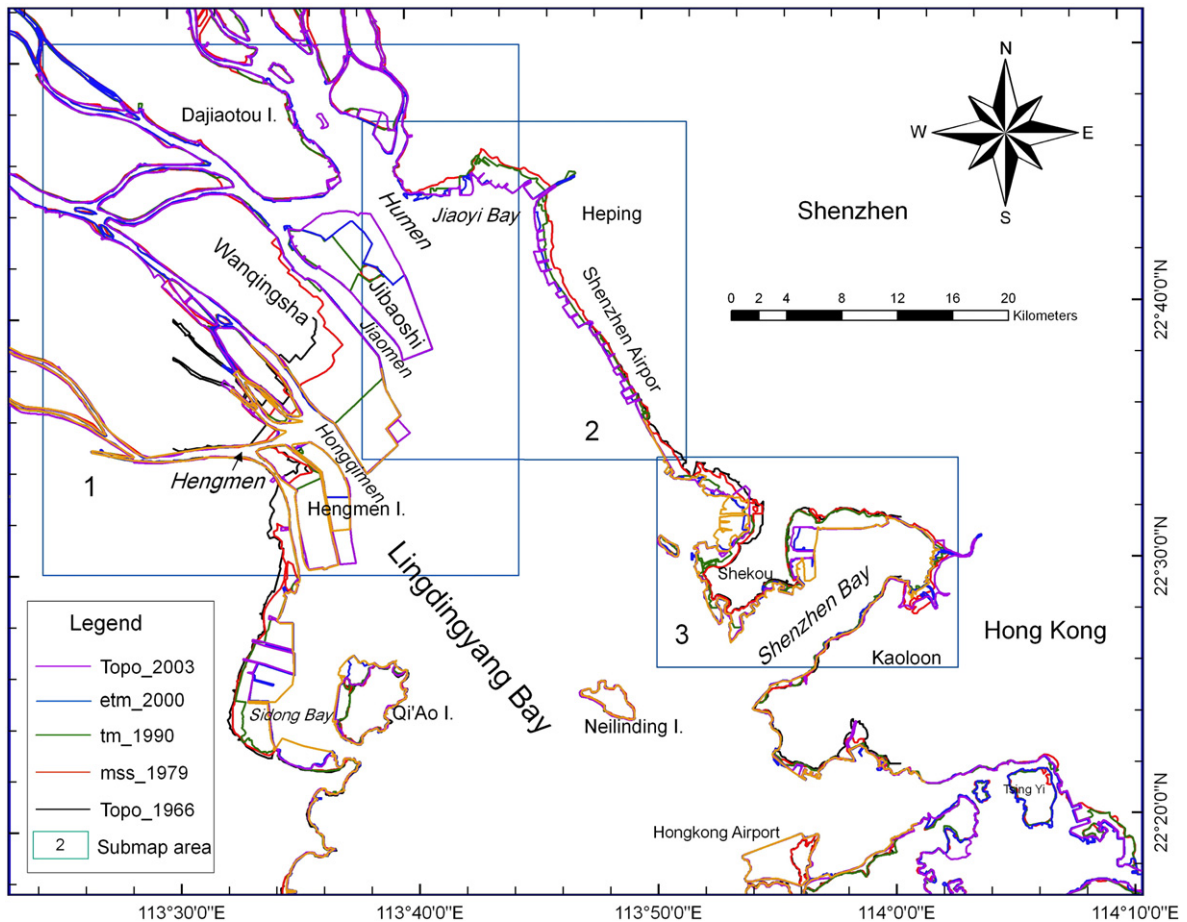 N
W E
S
Dajiaotou I.
Humen
Jiaoyi Bay
Heping
Shenzhen
Wanqingsha
Jibaoshi
Jiaomen
Shenzhen Airpor
0 2 4 8 12 16 20
Kilometers
22°40'0"N
2
1
Hengmen
Hongqimen
Hengmen I.
Lingdingyang Bay
Shekou
22°30'0"N
3
Shenzhen Bay
Hong Kong
Kaoloon
Legend
Topo_2003
etm_2000
tm_1990
mss_1979
Topo_1966
2 Submap area
Sidong Bay
Qi'Ao I.
Neilinding I.
Tsing Yi
22°20'0"N
Hongkong Airport
113°30'0"E 113°40'0"E 113°50'0"E 114°0'0"E 114°10'0"E